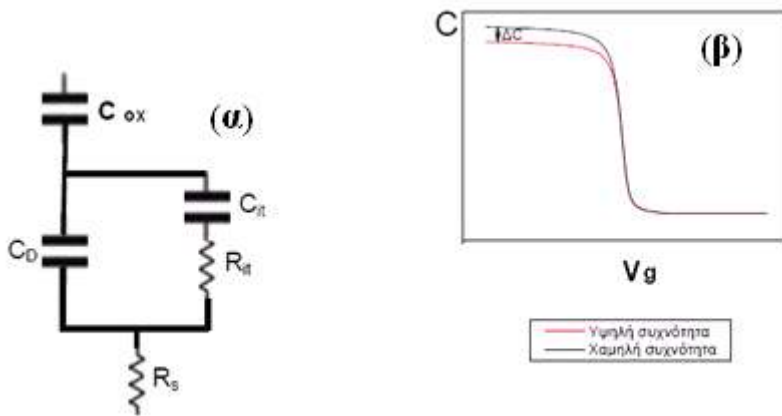 C ox
(α)
C_it
C_D
R_it
R_s
C
ΔC
(β)
Vg
Υψηλή συχνότητα
Χαμηλή συχνότητα